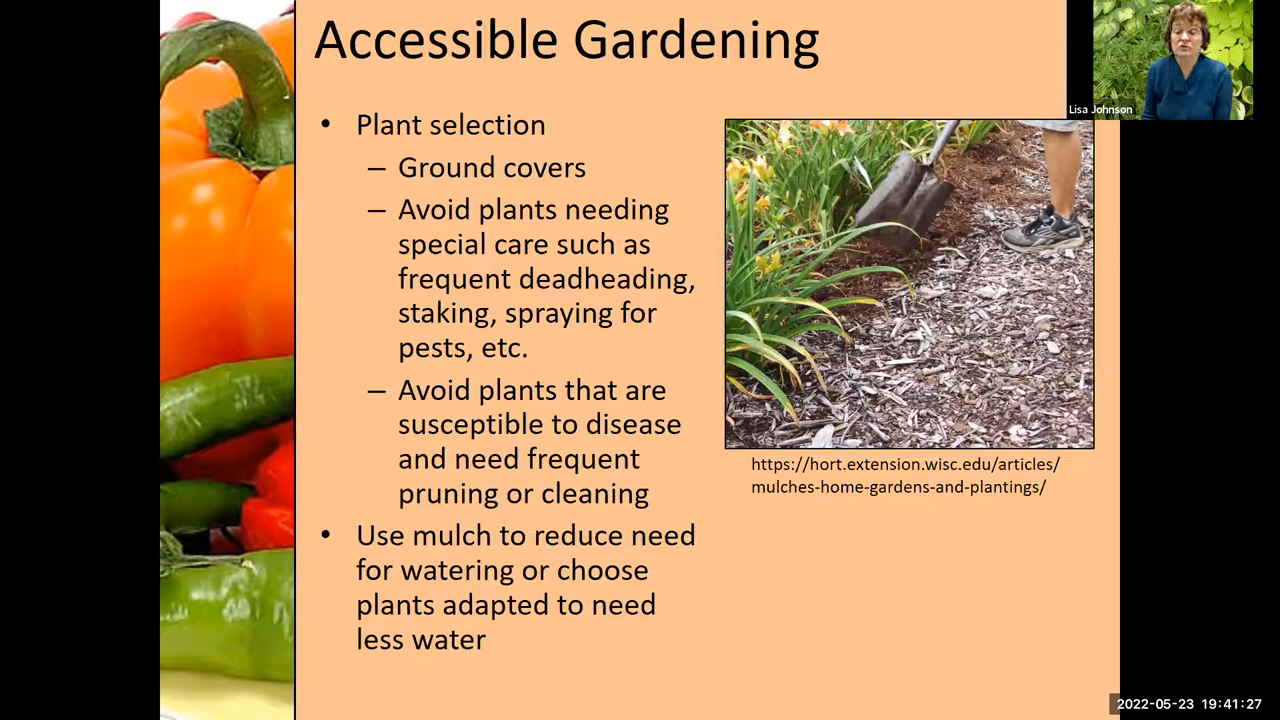 Accessible Gardening
Lisa Johnson
• Plant selection
– Ground covers
– Avoid plants needing
special care such as
frequent deadheading,
staking, spraying for
pests, etc.
– Avoid plants that are
susceptible to disease
and need frequent
pruning or cleaning
• Use mulch to reduce need
for watering or choose
plants adapted to need
less water
https://hort.extension.wisc.edu/articles/
mulches-home-gardens-and-plantings/
2022-05-23 19:41:27